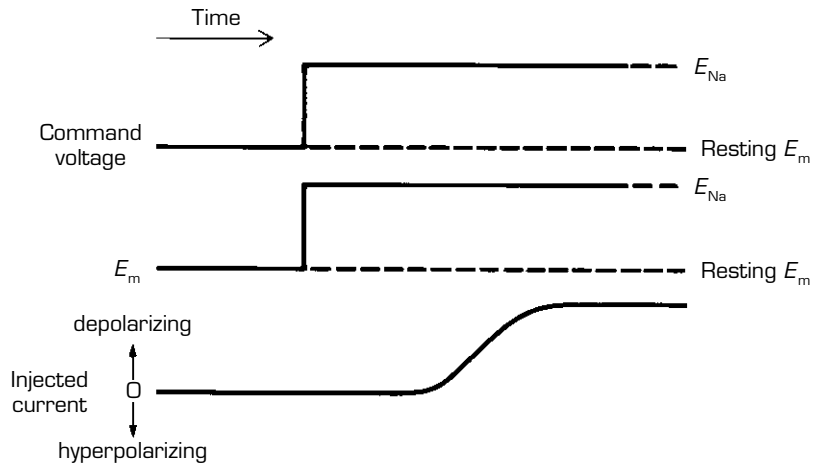 Time
E_Na
Command
voltage
Resting E_m
E_Na
E_m
Resting E_m
depolarizing
Injected
current
0
hyperpolarizing